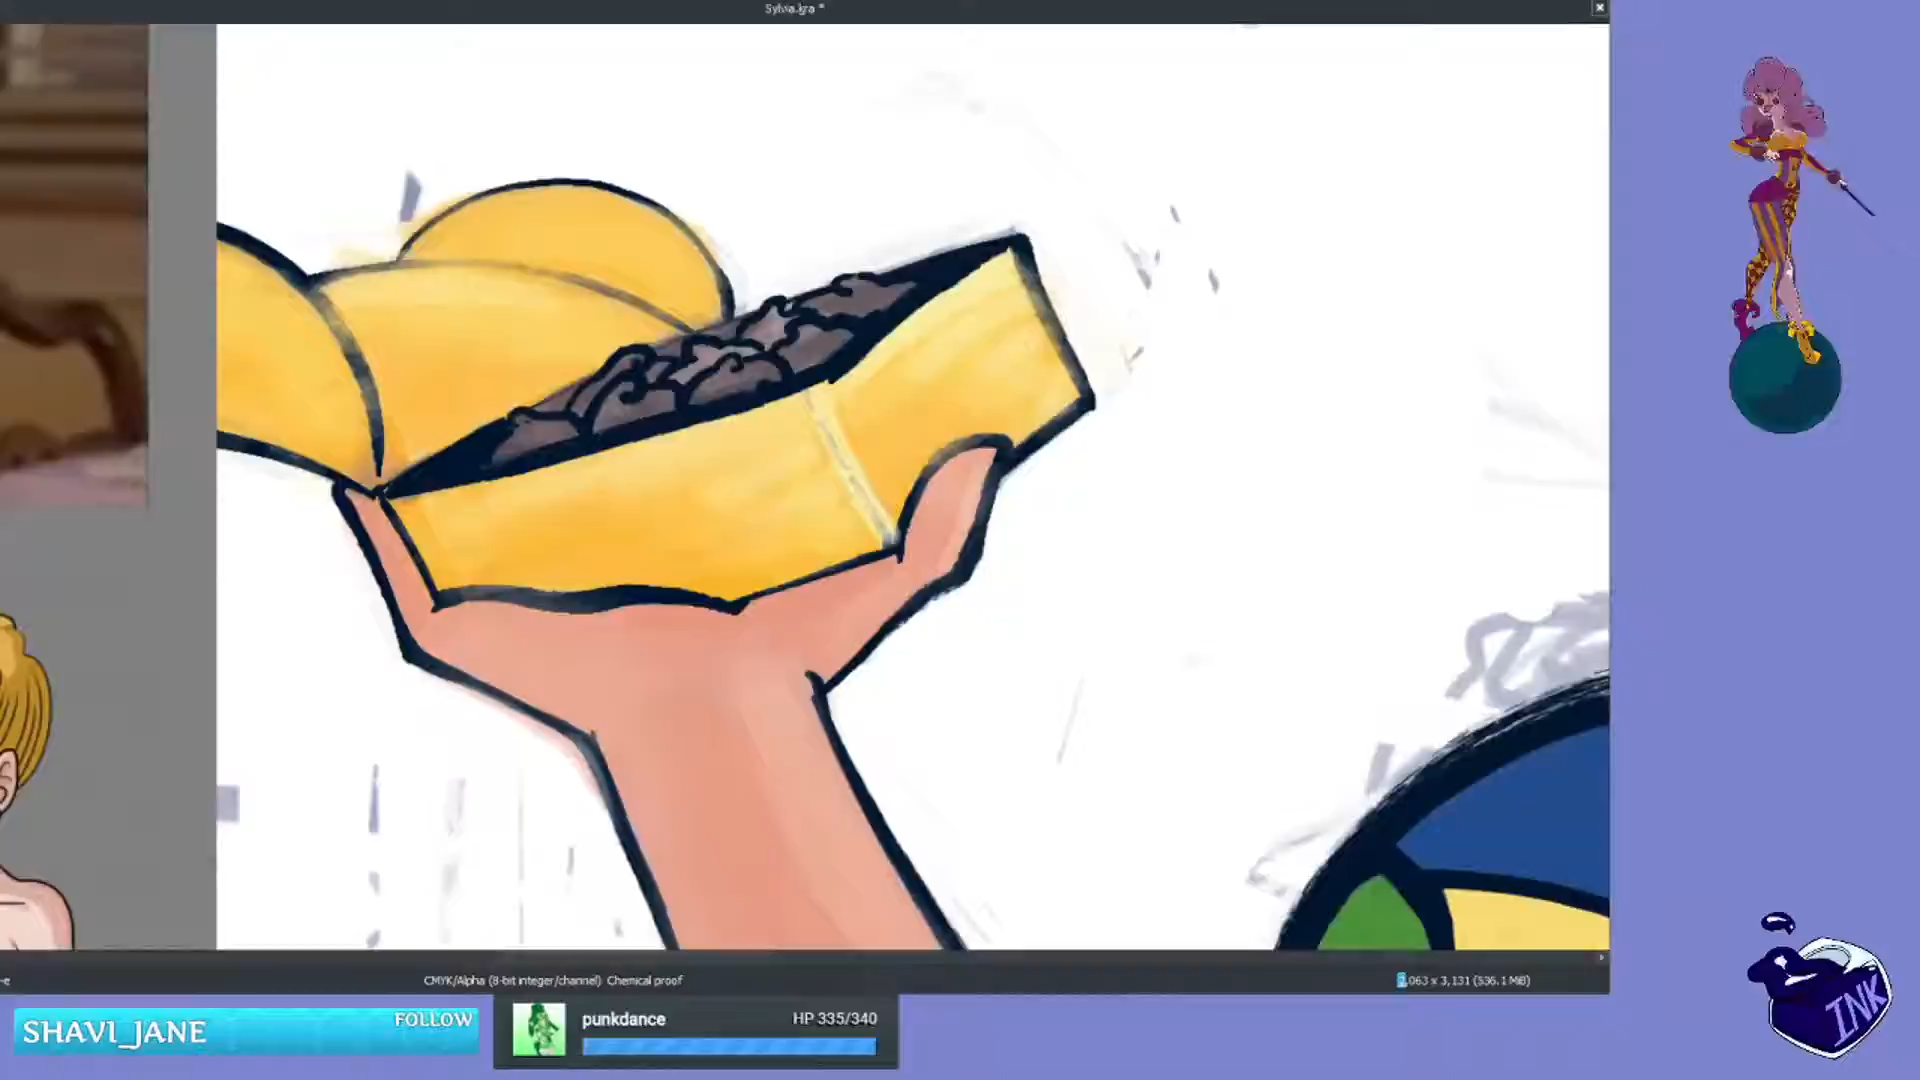 Sylvia.kra *
CMYK/Alpha (8-bit integer/channel) Chemical proof
2,063 x 3,131 (536.1 MiB)
SHAVI_JANE
FOLLOW
punkdance
HP 335/340
INK